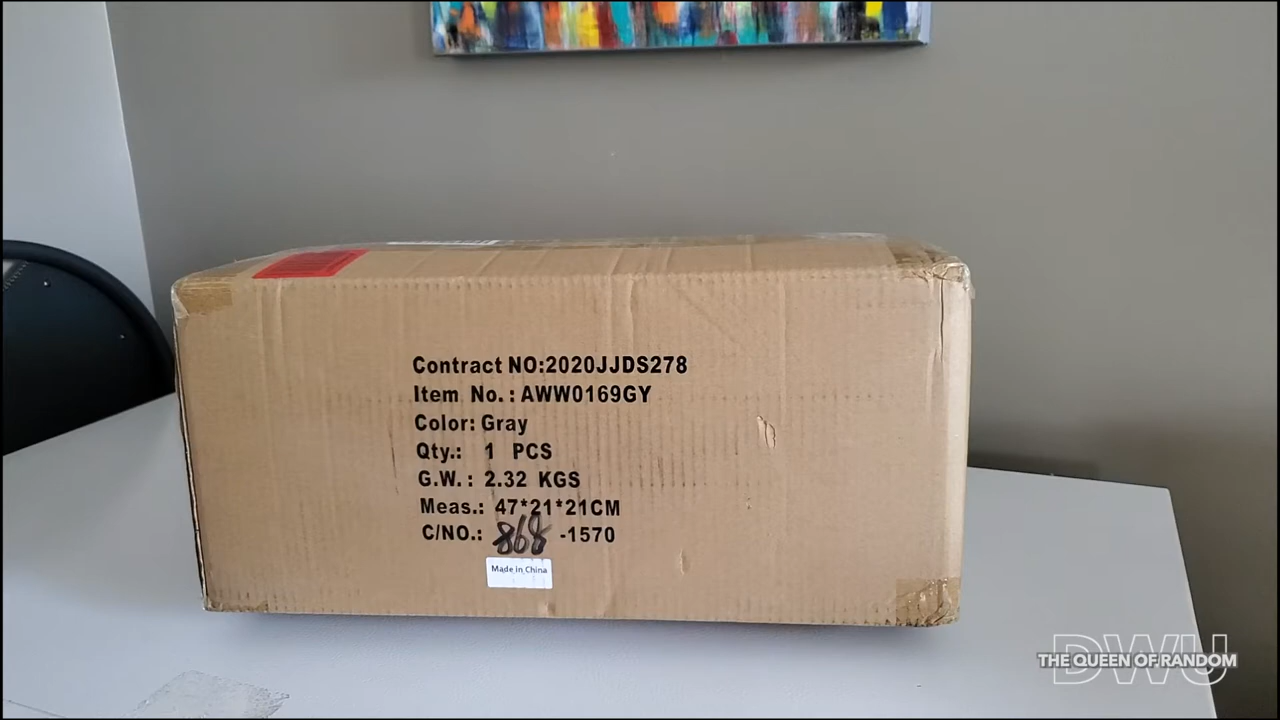 Contract NO:2020JJDS278
Item No.: AWW0169GY
Color: Gray
Qty.: 1 PCS
G.W.: 2.32 KGS
Meas.: 47*21*21CM
C/NO.: 868 -1570
Made in China
DWU
THE QUEEN OF RANDOM